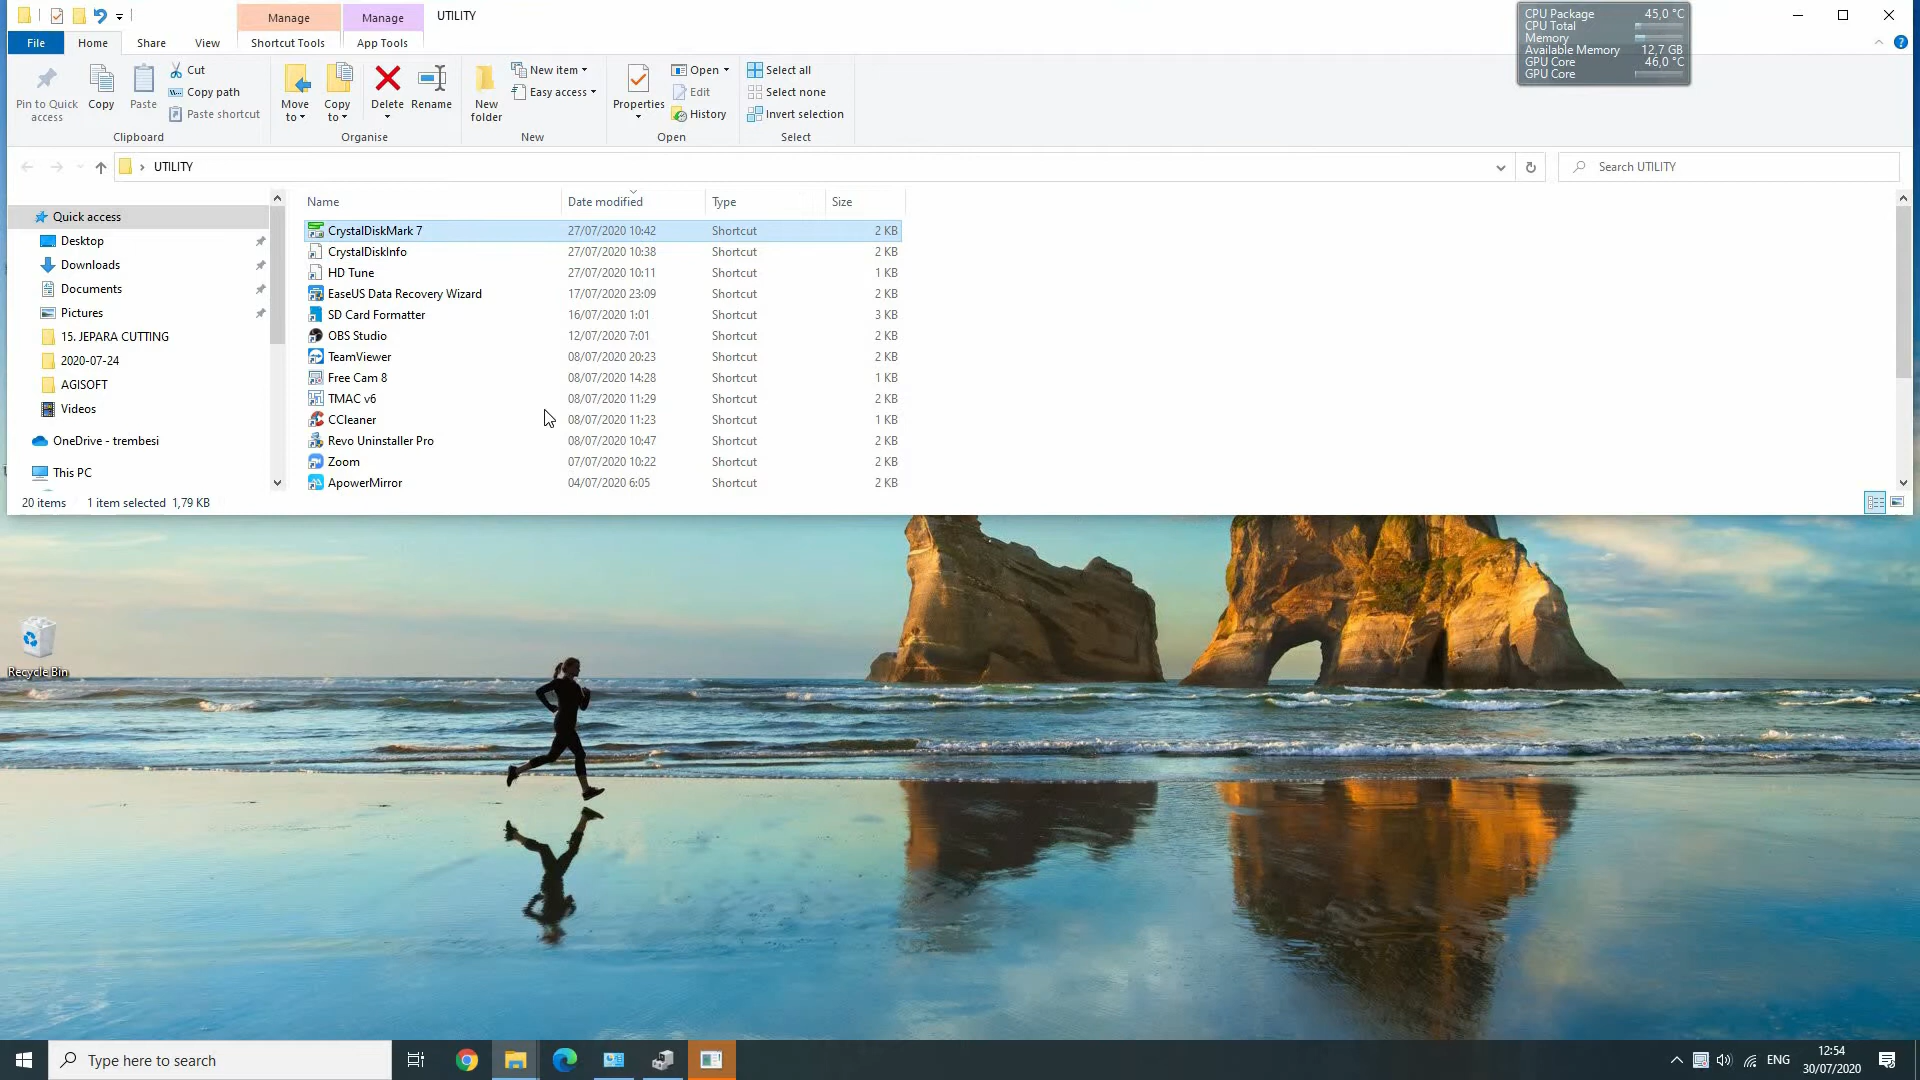 Manage
Manage
UTILITY
File
Home
Share
View
Shortcut Tools
App Tools
Pin to Quick
access
Copy
Paste
Cut
Copy path
Paste shortcut
Clipboard
Move
to
Copy
to
Delete
Rename
Organise
New
folder
New item
Easy access
New
Properties
Open
Edit
History
Open
Select all
Select none
Invert selection
Select
CPU Package 45,0 °C
CPU Total
Memory
Available Memory 12,7 GB
GPU Core 46,0 °C
GPU Core
UTILITY
Search UTILITY
Quick access
Desktop
Downloads
Documents
Pictures
15. JEPARA CUTTING
2020-07-24
AGISOFT
Videos
OneDrive - trembesi
This PC
Name Date modified Type Size
CrystalDiskMark 7 27/07/2020 10:42 Shortcut 2 KB
CrystalDiskInfo 27/07/2020 10:38 Shortcut 2 KB
HD Tune 27/07/2020 10:11 Shortcut 1 KB
EaseUS Data Recovery Wizard 17/07/2020 23:09 Shortcut 2 KB
SD Card Formatter 16/07/2020 1:01 Shortcut 3 KB
OBS Studio 12/07/2020 7:01 Shortcut 2 KB
TeamViewer 08/07/2020 20:23 Shortcut 2 KB
Free Cam 8 08/07/2020 14:28 Shortcut 1 KB
TMAC v6 08/07/2020 11:29 Shortcut 2 KB
CCleaner 08/07/2020 11:23 Shortcut 1 KB
Revo Uninstaller Pro 08/07/2020 10:47 Shortcut 2 KB
Zoom 07/07/2020 10:22 Shortcut 2 KB
ApowerMirror 04/07/2020 6:05 Shortcut 2 KB
20 items 1 item selected 1,79 KB
Recycle Bin
Type here to search
ENG
12:54
30/07/2020